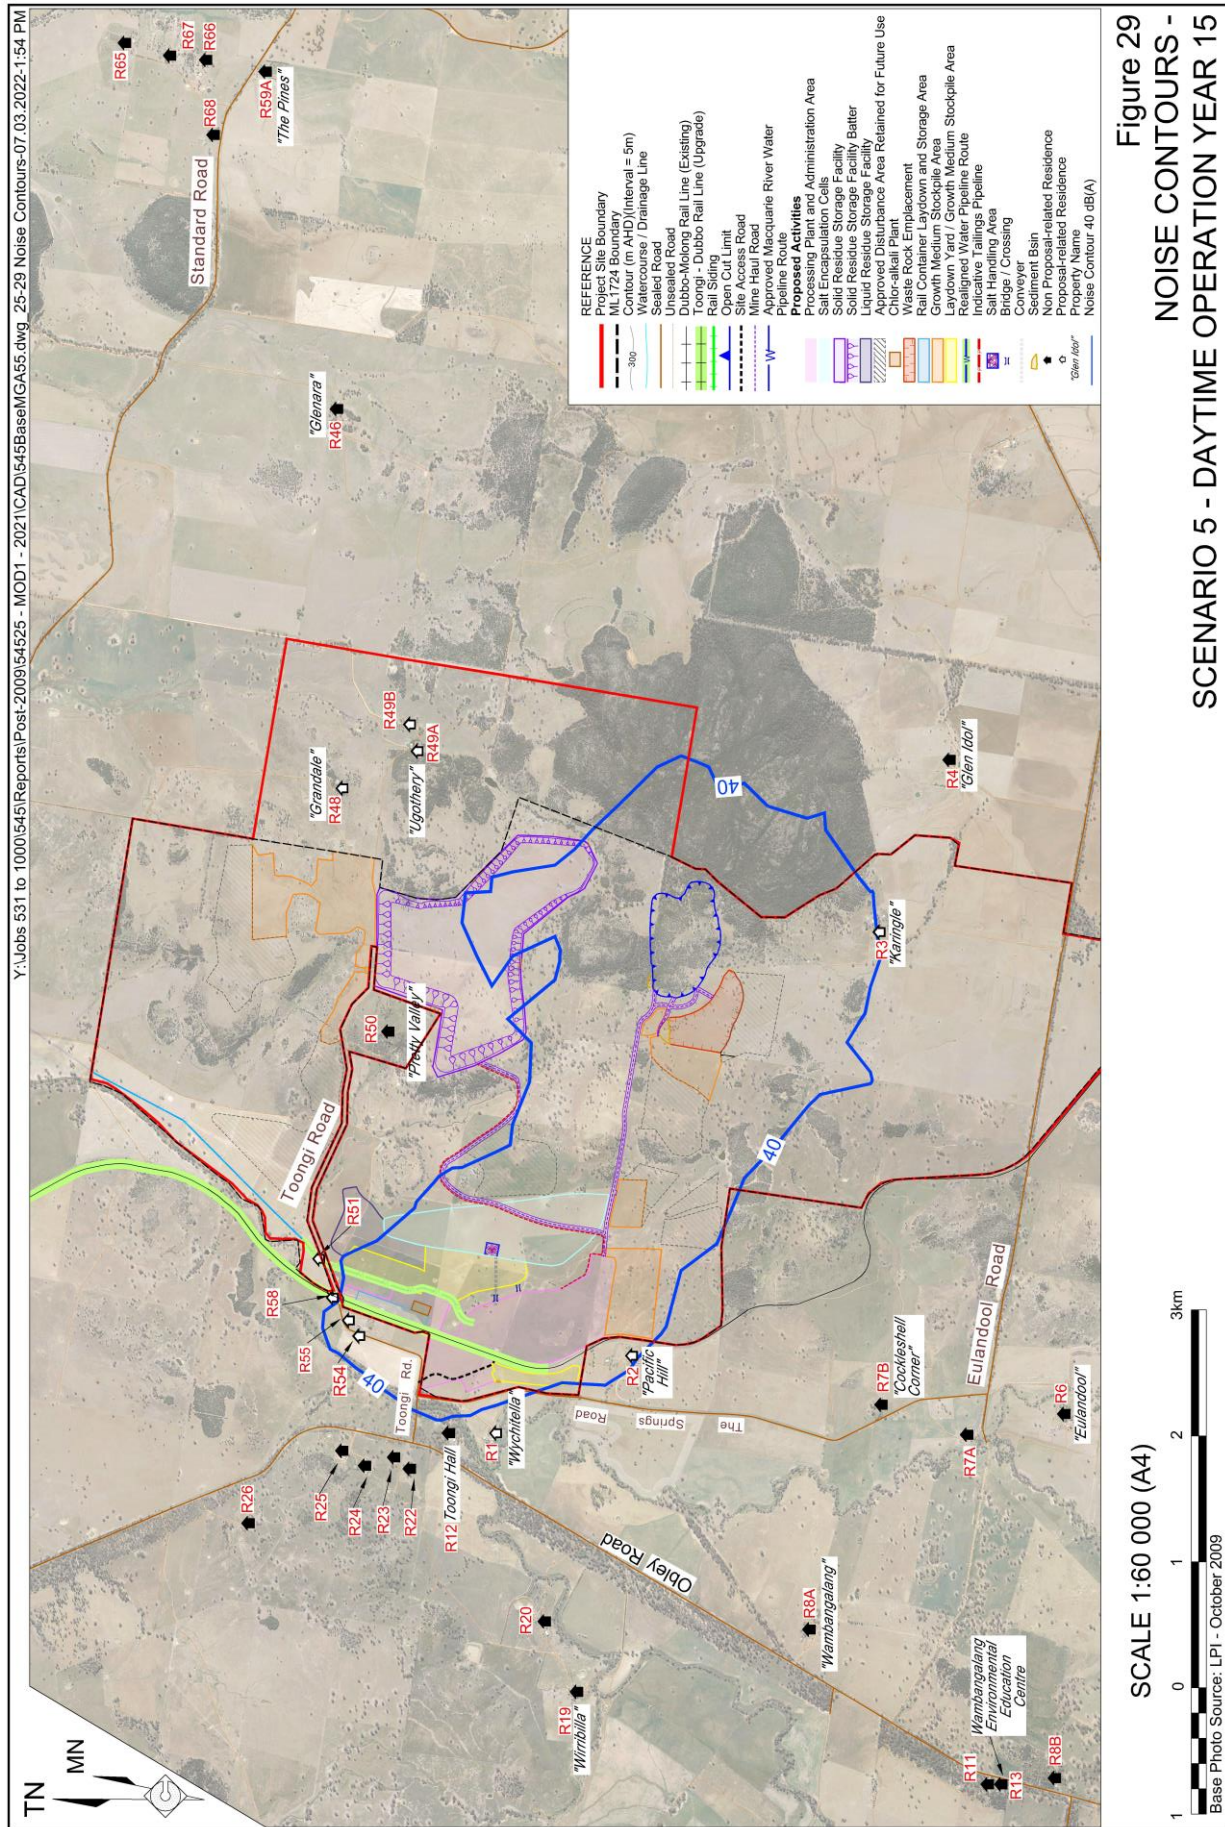 Y:\Jobs 531 to 1000\545\Reports\Post-2009\54525 - MOD1 - 2021\CAD\545BaseMGA55.dwg_25-29 Noise Contours-07.03.2022-1:54 PM
TN
MN
R26
R25
R24
R23
R22
R12 Toongi Hall
R1
"Wychitelia"
R20
R19
"Wirribilla"
R8A
"Wambangalang"
R11
Wambangalang
Environmental
Education
Centre
R13
R8B
Obley Road
Toongi Rd.
The
Springs
Road
R58
R55
R54
R51
40
Toongi Road
R2
"Pacific
Hill"
R7B
"Cockleshell
Corner"
R7A
Eulandool Road
R6
"Eulandool"
R50
"Pretty Valley"
40
R3
"Karingle"
R48
"Grandale"
R49B
R49A
"Ugothery"
40
R4
"Glen Idol"
R46
"Glenara"
Standard Road
R65
R67
R66
R68
R59A
"The Pines"
REFERENCE
Project Site Boundary
ML1724 Boundary
300
Contour (m AHD)(Interval = 5m)
Watercourse / Drainage Line
Sealed Road
Unsealed Road
Dubbo-Molong Rail Line (Existing)
Toongi - Dubbo Rail Line (Upgrade)
Rail Siding
Open Cut Limit
Site Access Road
Mine Haul Road
W
Approved Macquarie River Water
Pipeline Route
Proposed Activities
Processing Plant and Administration Area
Salt Encapsulation Cells
Solid Residue Storage Facility
Solid Residue Storage Facility Batter
Liquid Residue Storage Facility
Approved Disturbance Area Retained for Future Use
Chlor-alkali Plant
Waste Rock Emplacement
Rail Container Laydown and Storage Area
Growth Medium Stockpile Area
Laydown Yard / Growth Medium Stockpile Area
W
Realigned Water Pipeline Route
Indicative Tailings Pipeline
Salt Handling Area
Bridge / Crossing
Conveyer
Sediment Bsin
Non Proposal-related Residence
Proposal-related Residence
"Glen Idol"
Property Name
Noise Contour 40 dB(A)
SCALE 1:60 000 (A4)
1 0 1 2 3km
Base Photo Source: LPI - October 2009
Figure 29
NOISE CONTOURS -
SCENARIO 5 - DAYTIME OPERATION YEAR 15